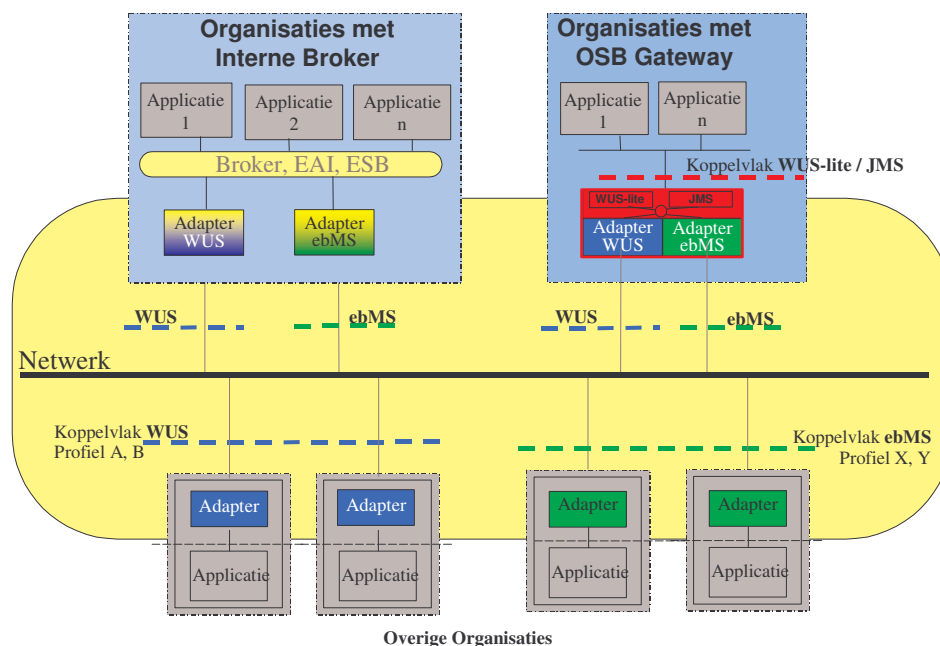 Organisaties met
Interne Broker
Applicatie
1
Applicatie
2
Applicatie
n
Broker, EAI, ESB
Adapter
WUS
Adapter
ebMS
Organisaties met
OSB Gateway
Applicatie
1
Applicatie
n
Koppelvlak WUS-lite / JMS
WUS-lite
JMS
Adapter
WUS
Adapter
ebMS
WUS
ebMS
WUS
ebMS
Netwerk
Koppelvlak WUS
Profiel A, B
Koppelvlak ebMS
Profiel X, Y
Adapter
Adapter
Adapter
Adapter
Applicatie
Applicatie
Applicatie
Applicatie
Overige Organisaties